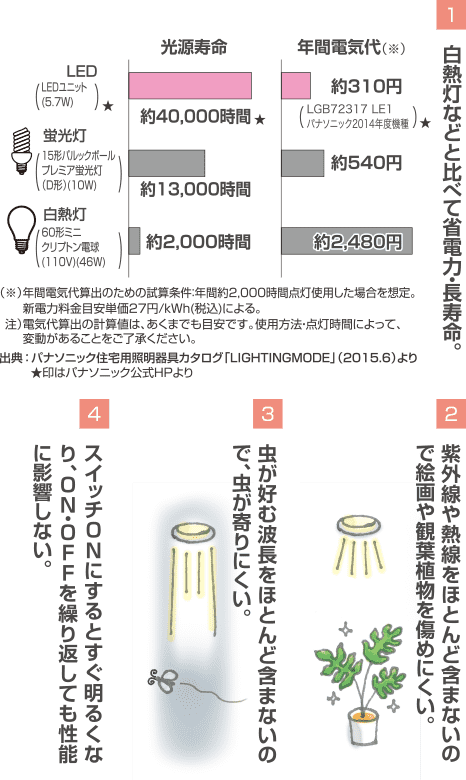 1
白熱灯などと比べて省電力・長寿命。
光源寿命
年間電気代(※)
LED
(LEDユニット
(5.7W))★
約40,000時間★
約310円
(LGB72317 LE1
パナソニック2014年度機種)★
蛍光灯
(15形パルックボール
プレミア蛍光灯
(D形)(10W))
約13,000時間
約540円
白熱灯
(60形ミニ
クリプトン電球
(110V)(46W))
約2,000時間
約2,480円
(※)年間電気代算出のための試算条件:年間約2,000時間点灯使用した場合を想定。
新電力料金目安単価27円/kWh(税込)による。
注)電気代算出の計算値は、あくまでも目安です。使用方法・点灯時間によって、
変動があることをご了承ください。
出典:パナソニック住宅用照明器具カタログ「LIGHTINGMODE」(2015.6)より
★印はパナソニック公式HPより
2
紫外線や熱線をほとんど含まないの
で絵画や観葉植物を傷めにくい。
3
虫が好む波長をほとんど含まないの
で、虫が寄りにくい。
4
スイッチONにするとすぐ明るくな
り、ON・OFFを繰り返しても性能
に影響しない。